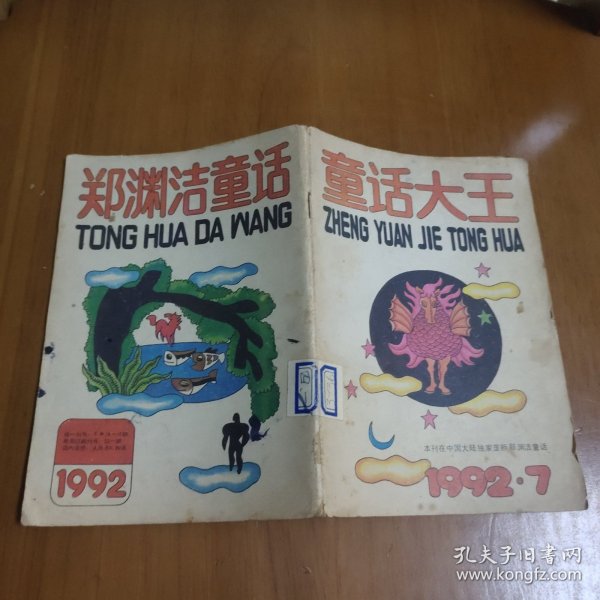 郑渊洁童话
TONG HUA DA WANG
1992
童话大王
ZHENG YUAN JIE TONG HUA
本刊在中国大陆独家垄断郑渊洁童话
1992·7
孔夫子旧书网
www.kongfz.com